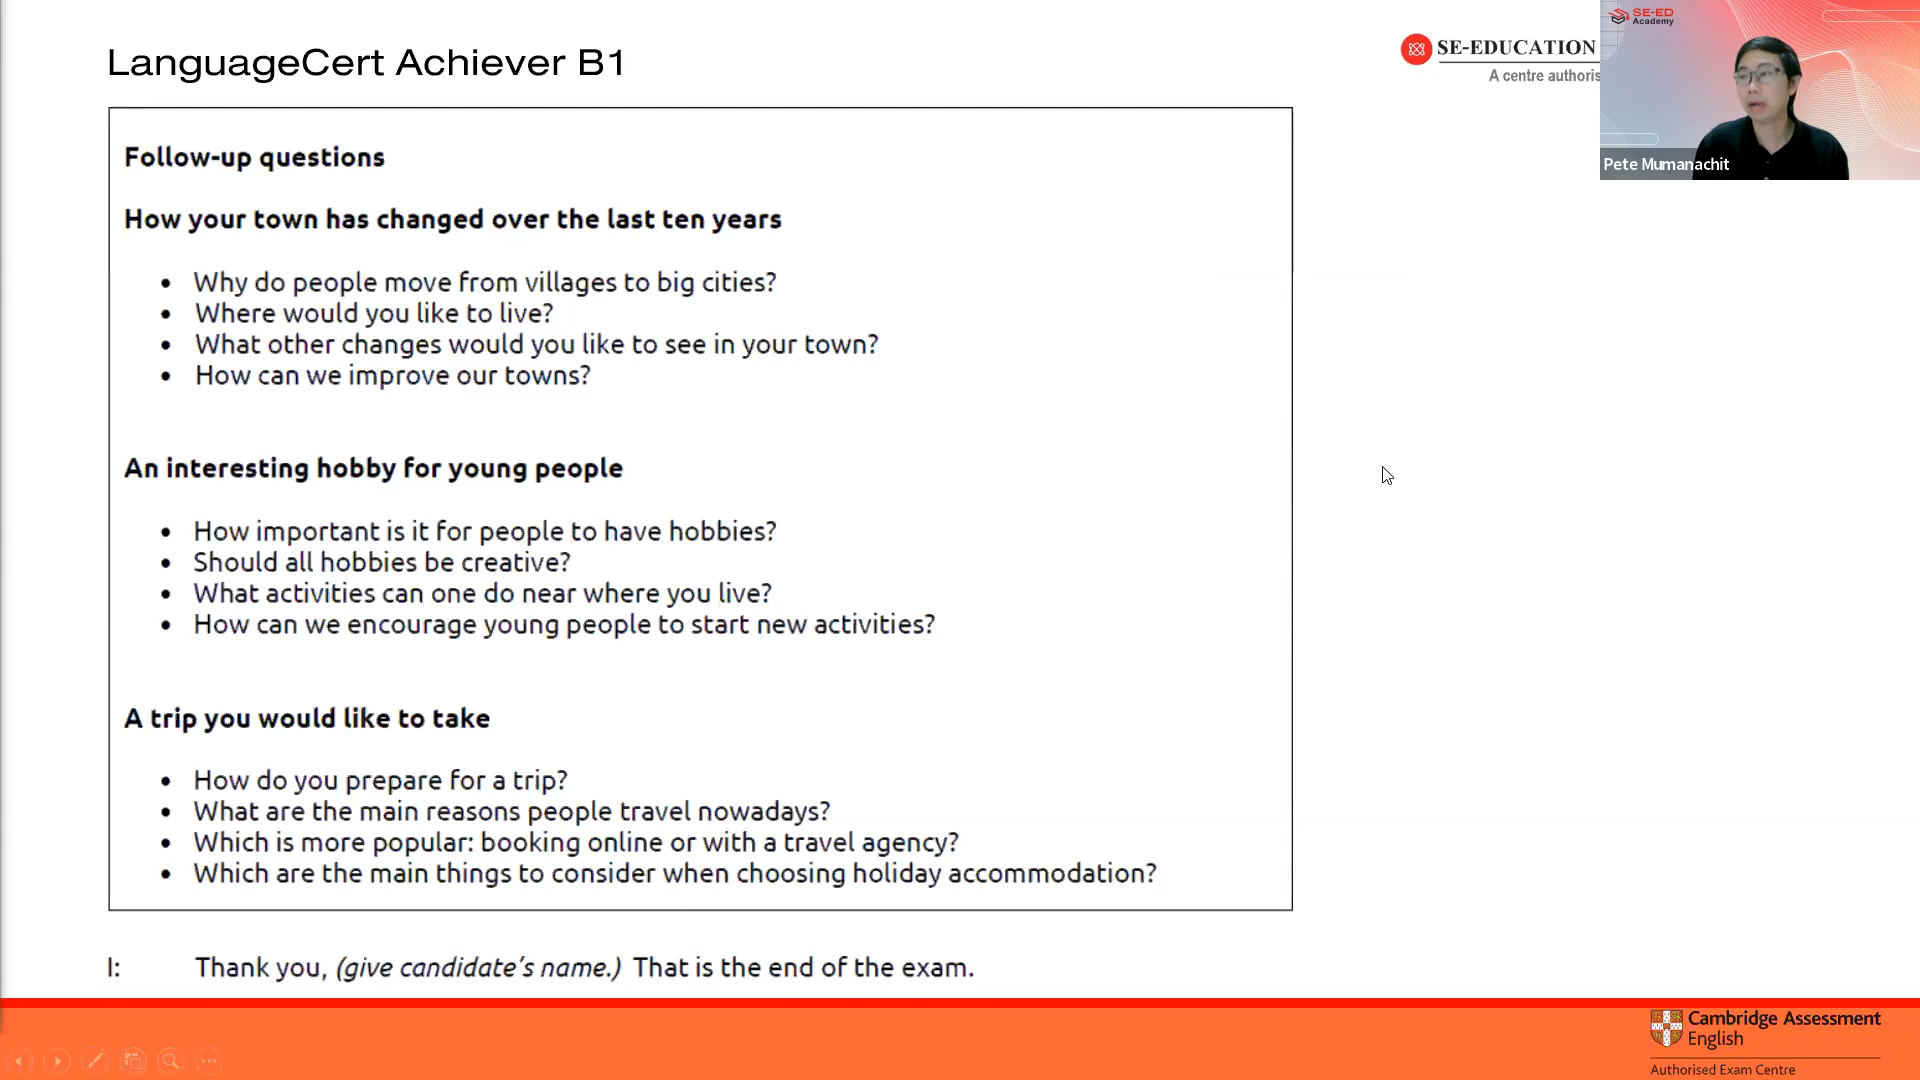 LanguageCert Achiever B1
SE-EDUCATION
A centre authoris
SE-ED
Academy
Pete Mumanachit
Follow-up questions
How your town has changed over the last ten years
• Why do people move from villages to big cities?
• Where would you like to live?
• What other changes would you like to see in your town?
• How can we improve our towns?
An interesting hobby for young people
• How important is it for people to have hobbies?
• Should all hobbies be creative?
• What activities can one do near where you live?
• How can we encourage young people to start new activities?
A trip you would like to take
• How do you prepare for a trip?
• What are the main reasons people travel nowadays?
• Which is more popular: booking online or with a travel agency?
• Which are the main things to consider when choosing holiday accommodation?
I: Thank you, (give candidate's name.) That is the end of the exam.
Cambridge Assessment
English
Authorised Exam Centre